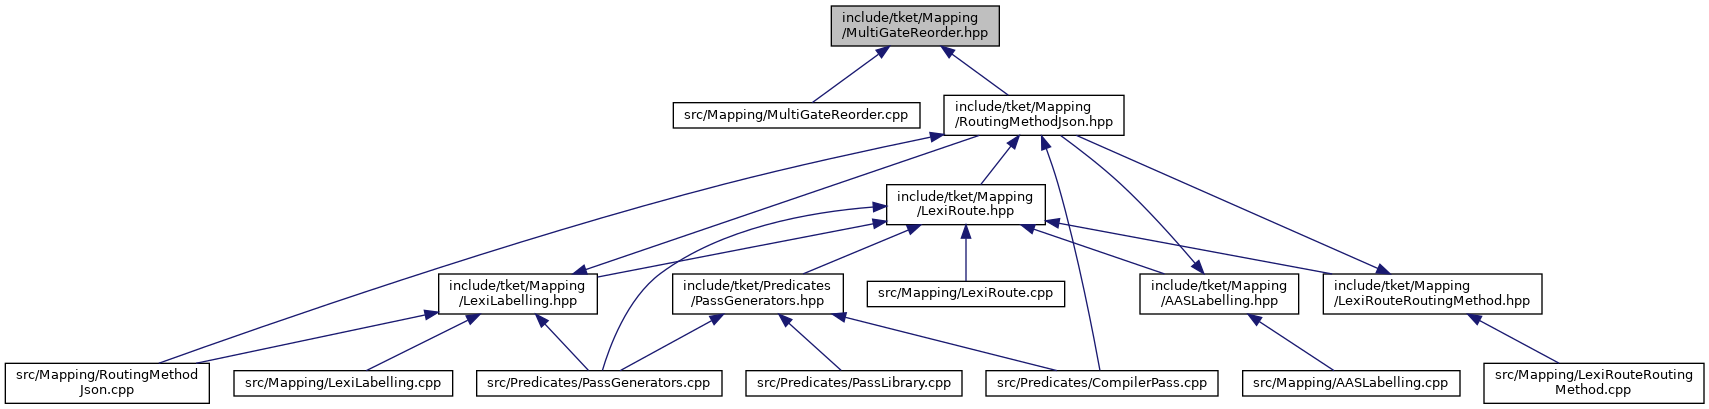 include/tket/Mapping
/MultiGateReorder.hpp
src/Mapping/MultiGateReorder.cpp
include/tket/Mapping
/RoutingMethodJson.hpp
include/tket/Mapping
/LexiRoute.hpp
include/tket/Mapping
/LexiLabelling.hpp
include/tket/Predicates
/PassGenerators.hpp
src/Mapping/LexiRoute.cpp
include/tket/Mapping
/AASLabelling.hpp
include/tket/Mapping
/LexiRouteRoutingMethod.hpp
src/Mapping/RoutingMethod
Json.cpp
src/Mapping/LexiLabelling.cpp
src/Predicates/PassGenerators.cpp
src/Predicates/PassLibrary.cpp
src/Predicates/CompilerPass.cpp
src/Mapping/AASLabelling.cpp
src/Mapping/LexiRouteRouting
Method.cpp